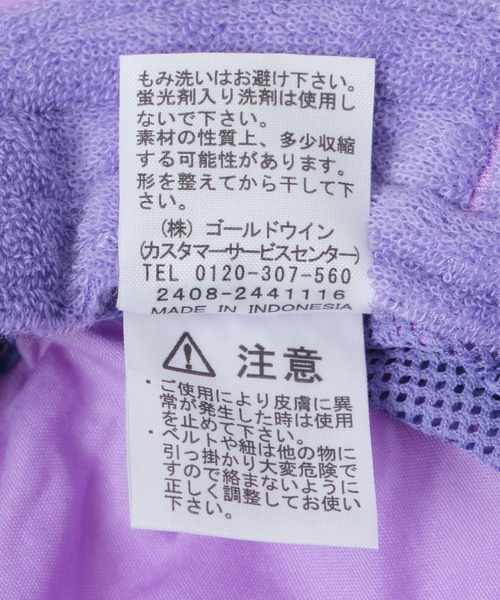 もみ洗いはお避け下さい。
蛍光剤入り洗剤は使用し
ないで下さい。
素材の性質上、多少収縮
する可能性があります。
形を整えてから干して下
さい。
(株) ゴールドウイン
(カスタマーサービスセンター)
TEL 0120-307-560
2408-2441116
MADE IN INDONESIA
注意
・ご使用により皮膚に異
常が発生した時は使用
を止めて下さい。
・ベルトや紐は他の物に
引っ掛かり大変危険で
すので絡まないように
正しく調整してお使い
下さい。